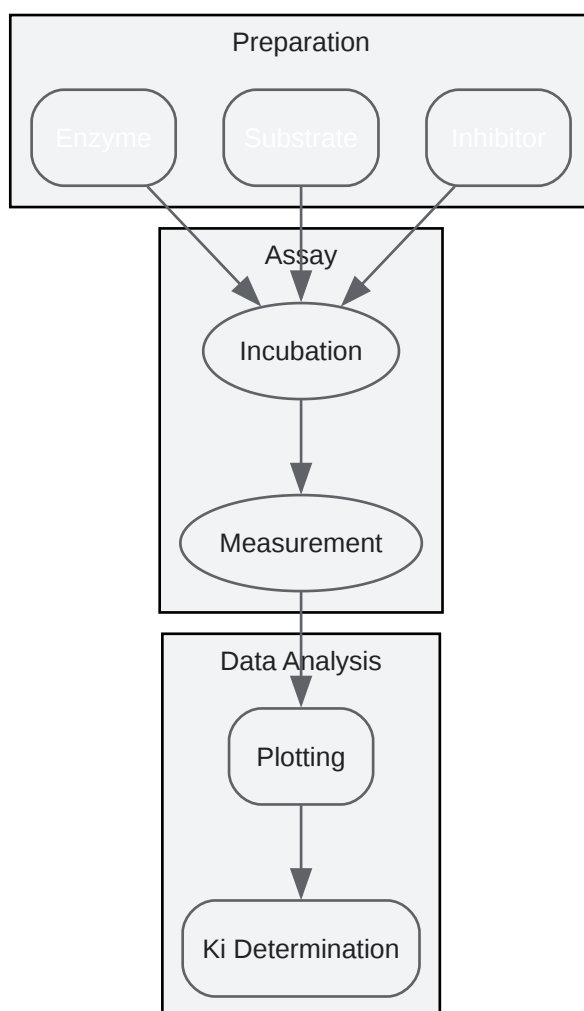 Preparation
Enzyme
Substrate
Inhibitor
Assay
Incubation
Measurement
Data Analysis
Plotting
Ki Determination